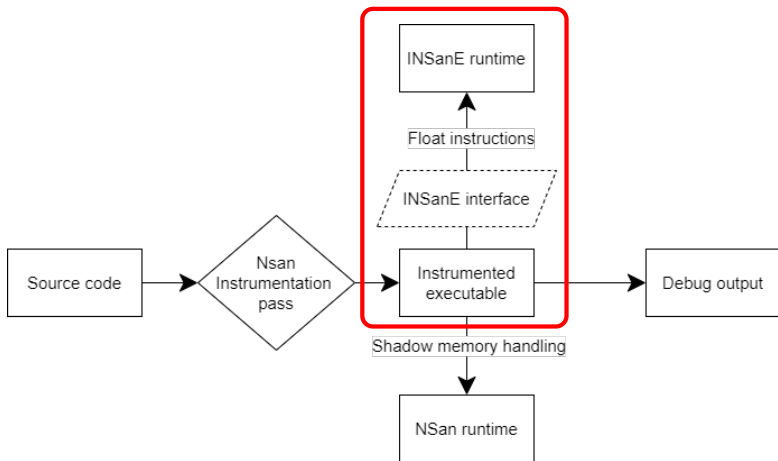 INSanE runtime
Float instructions
INSanE interface
Source code
Nsan
Instrumentation
pass
Instrumented
executable
Debug output
Shadow memory handling
NSan runtime